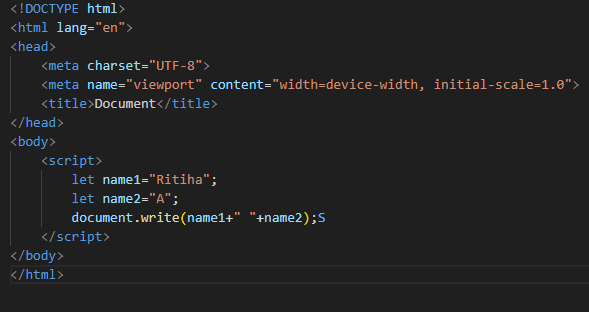 <!DOCTYPE html>
<html lang="en">
<head>
    <meta charset="UTF-8">
    <meta name="viewport" content="width=device-width, initial-scale=1.0">
    <title>Document</title>
</head>
<body>
    <script>
        let name1="Ritiha";
        let name2="A";
        document.write(name1+" "+name2);S
    </script>
</body>
</html>